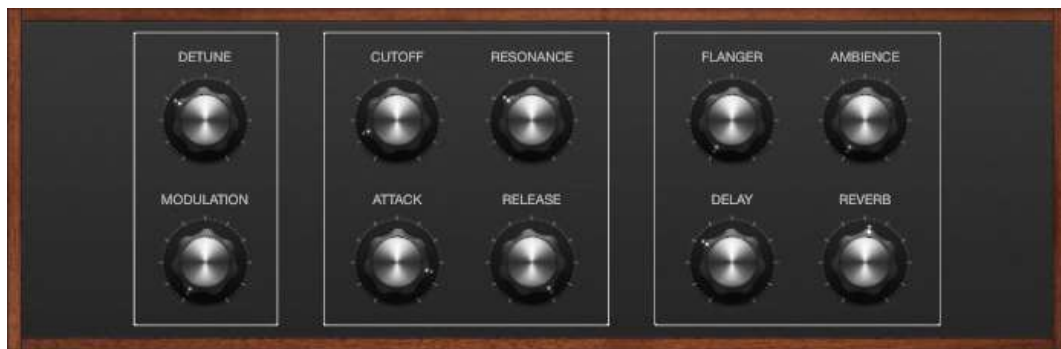 DETUNE
CUTOFF
RESONANCE
FLANGER
AMBIENCE
MODULATION
ATTACK
RELEASE
DELAY
REVERB